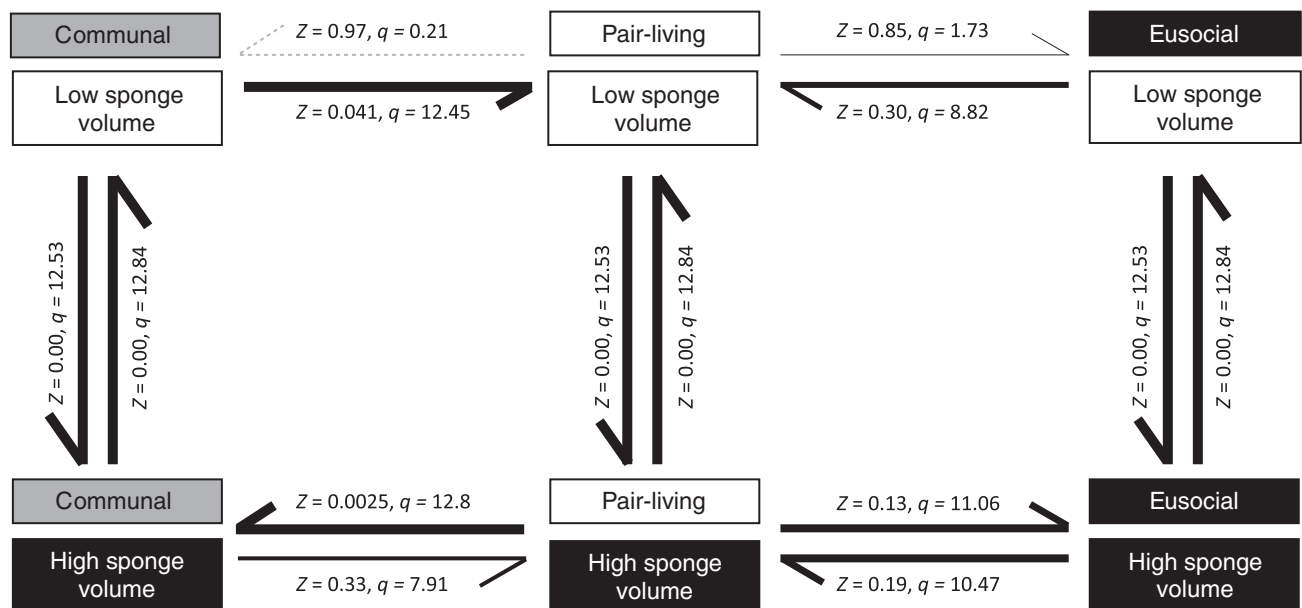 Communal
Z = 0.97, q = 0.21
Pair-living
Z = 0.85, q = 1.73
Eusocial
Low sponge
volume
Z = 0.041, q = 12.45
Low sponge
volume
Z = 0.30, q = 8.82
Low sponge
volume
Z = 0.00, q = 12.53
Z = 0.00, q = 12.84
Z = 0.00, q = 12.53
Z = 0.00, q = 12.84
Z = 0.00, q = 12.53
Z = 0.00, q = 12.84
Communal
Z = 0.0025, q = 12.8
Pair-living
Z = 0.13, q = 11.06
Eusocial
High sponge
volume
Z = 0.33, q = 7.91
High sponge
volume
Z = 0.19, q = 10.47
High sponge
volume